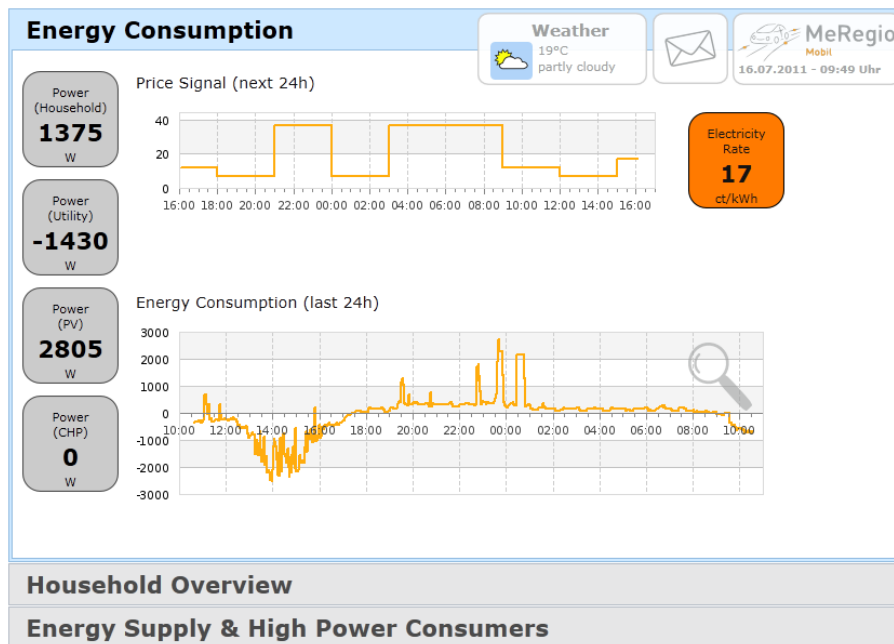 Energy Consumption
Weather
19°C
partly cloudy
MeRegio
Mobil
16.07.2011 - 09:49 Uhr
Power
(Household)
1375
W
Power
(Utility)
-1430
W
Power
(PV)
2805
W
Power
(CHP)
0
W
Price Signal (next 24h)
40
20
0
16:00 18:00 20:00 22:00 00:00 02:00 04:00 06:00 08:00 10:00 12:00 14:00 16:00
Electricity
Rate
17
ct/kWh
Energy Consumption (last 24h)
3000
2000
1000
0
10:00 12:00 14:00 16:00 18:00 20:00 22:00 00:00 02:00 04:00 06:00 08:00 10:00
-1000
-2000
-3000
Household Overview
Energy Supply & High Power Consumers